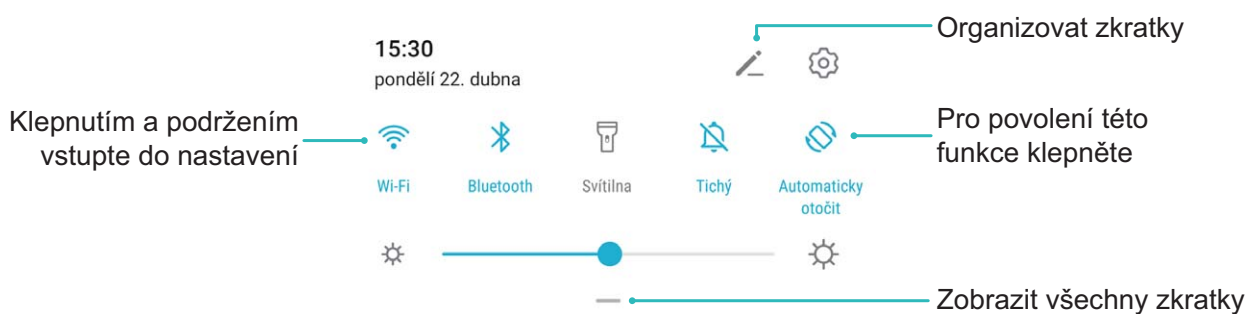 Organizovat zkratky
15:30
pondělí 22. dubna
Klepnutím a podržením
vstupte do nastavení
Pro povolení této
funkce klepněte
Wi-Fi
Bluetooth
Svítilna
Tichý
Automaticky
otočit
Zobrazit všechny zkratky